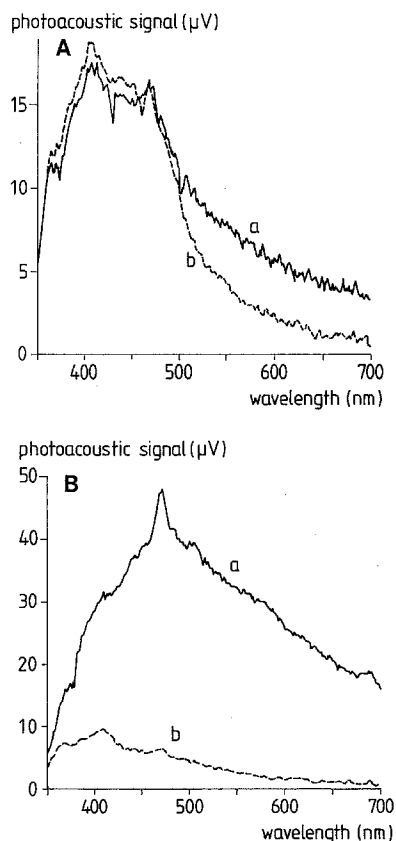 photoacoustic signal (μV)
A
15
10
5
0
a
b
400
500
600
700
wavelength (nm)
photoacoustic signal (μV)
50
B
40
30
20
10
0
a
b
400
500
600
700
wavelength (nm)